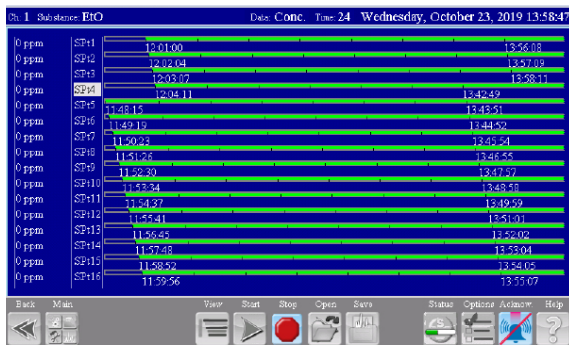 Ch: 1 Substance: EtO Data: Conc. Time: 24 Wednesday, October 23, 2019 13:58:47
0 ppm SPt1 12:01:00 13:56:08
0 ppm SPt2 12:02:04 13:57:09
0 ppm SPt3 12:03:07 13:58:11
0 ppm SPt4 12:04:11 13:42:49
0 ppm SPt5 11:48:15 13:43:51
0 ppm SPt6 11:49:19 13:44:52
0 ppm SPt7 11:50:23 13:45:54
0 ppm SPt8 11:51:26 13:46:55
0 ppm SPt9 11:52:30 13:47:57
0 ppm SPt10 11:53:34 13:48:58
0 ppm SPt11 11:54:37 13:49:59
0 ppm SPt12 11:55:41 13:51:01
0 ppm SPt13 11:56:45 13:52:02
0 ppm SPt14 11:57:48 13:53:04
0 ppm SPt15 11:58:52 13:54:05
0 ppm SPt16 11:59:56 13:55:07
Back Main View Start Stop Open Save Status Options Acknow. Help